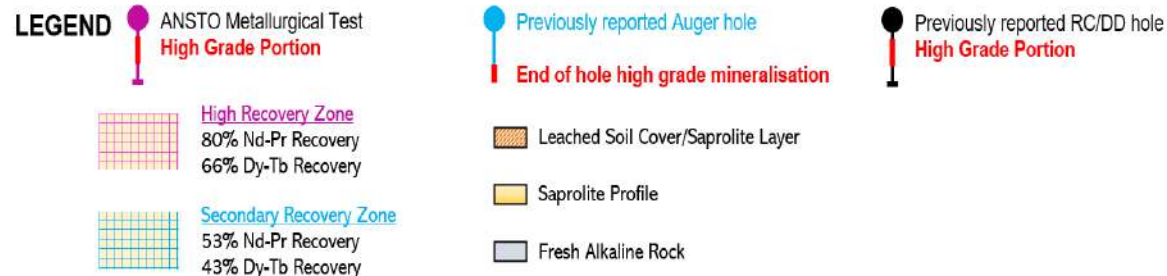 LEGEND
ANSTO Metallurgical Test
High Grade Portion
Previously reported Auger hole
End of hole high grade mineralisation
Previously reported RC/DD hole
High Grade Portion
High Recovery Zone
80% Nd-Pr Recovery
66% Dy-Tb Recovery
Secondary Recovery Zone
53% Nd-Pr Recovery
43% Dy-Tb Recovery
Leached Soil Cover/Saprolite Layer
Saprolite Profile
Fresh Alkaline Rock